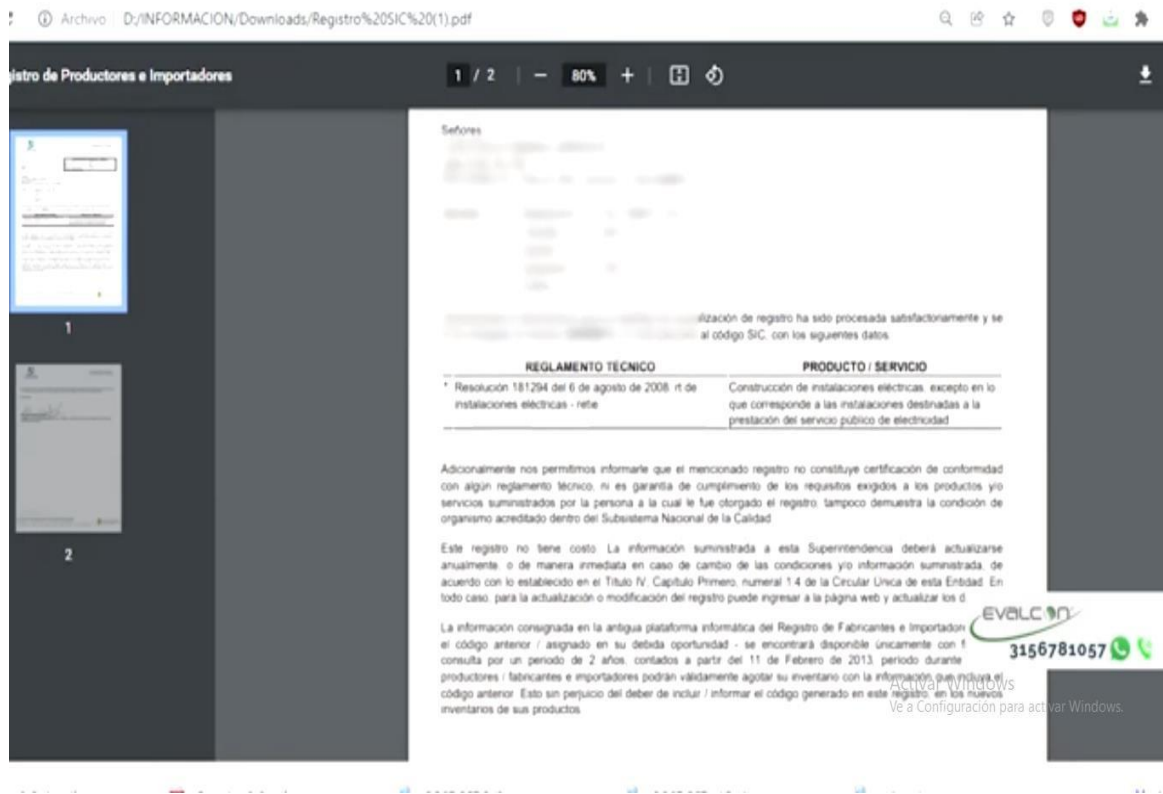 Archivo D:/INFORMACION/Downloads/Registro%20SIC%20(1).pdf
istro de Productores e Importadores
1 / 2 − 80% +
1
2
Señores
ización de registro ha sido procesada satisfactoriamente y se
al código SIC, con los siguientes datos
REGLAMENTO TÉCNICO PRODUCTO / SERVICIO
* Resolución 181294 del 6 de agosto de 2008. rt de Construcción de instalaciones eléctricas, excepto en lo
instalaciones eléctricas - retie que corresponde a las instalaciones destinadas a la
prestación del servicio público de electricidad
Adicionalmente nos permitimos informarle que el mencionado registro no constituye certificación de conformidad
con algún reglamento técnico, ni es garantía de cumplimiento de los requisitos exigidos a los productos y/o
servicios suministrados por la persona a la cual le fue otorgado el registro, tampoco demuestra la condición de
organismo acreditado dentro del Subsistema Nacional de la Calidad
Este registro no tiene costo. La información suministrada a esta Superintendencia deberá actualizarse
anualmente, o de manera inmediata en caso de cambio de las condiciones y/o información suministrada, de
acuerdo con lo establecido en el Título IV, Capítulo Primero, numeral 1.4 de la Circular Unica de esta Entidad. En
todo caso, para la actualización o modificación del registro puede ingresar a la página web y actualizar los d
La información consignada en la antigua plataforma informática del Registro de Fabricantes e Importadore
el código anterior / asignado en su debida oportunidad - se encontrará disponible únicamente con f
consulta por un periodo de 2 años, contados a partir del 11 de Febrero de 2013, periodo durante
productores / fabricantes e importadores podrán válidamente agotar su inventario con la información que incluya el
código anterior. Esto sin perjuicio del deber de incluir / informar el código generado en este registro, en los nuevos
inventarios de sus productos
EVALCON
3156781057
Activar Windows
Ve a Configuración para activar Windows.